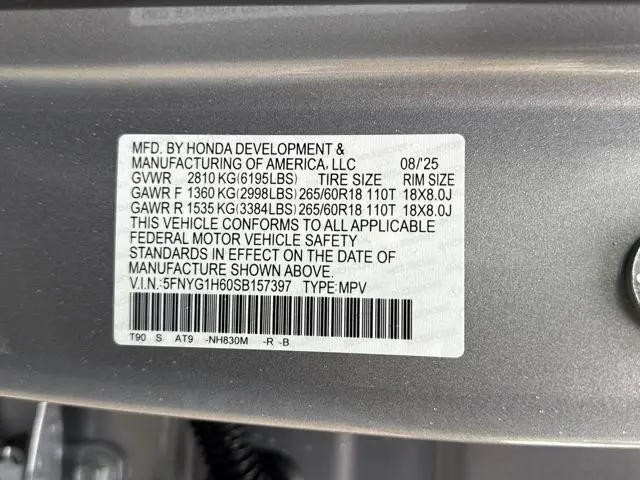 MFD. BY HONDA DEVELOPMENT &
MANUFACTURING OF AMERICA, LLC 08/'25
GVWR 2810 KG(6195LBS) TIRE SIZE RIM SIZE
GAWR F 1360 KG(2998LBS) 265/60R18 110T 18X8.0J
GAWR R 1535 KG(3384LBS) 265/60R18 110T 18X8.0J
THIS VEHICLE CONFORMS TO ALL APPLICABLE
FEDERAL MOTOR VEHICLE SAFETY
STANDARDS IN EFFECT ON THE DATE OF
MANUFACTURE SHOWN ABOVE.
V.I.N.:5FNYG1H60SB157397 TYPE:MPV
T90 S AT9 -NH830M -R -B